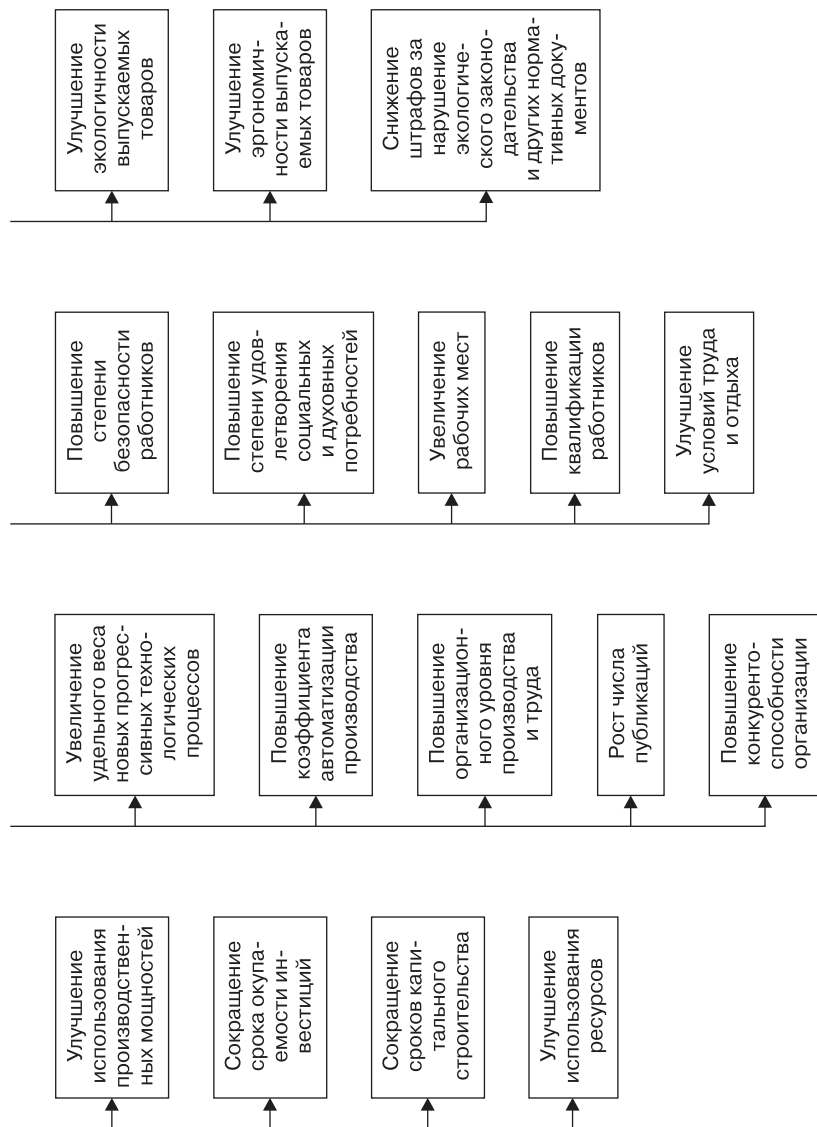 Улучшение
использования
производствен-
ных мощностей
Сокращение
срока окупа-
емости ин-
вестиций
Сокращение
сроков капи-
тального
строительства
Улучшение
использования
ресурсов
Увеличение
удельного веса
новых прогрес-
сивных техно-
логических
процессов
Повышение
коэффициента
автоматизации
производства
Повышение
организацион-
ного уровня
производства
и труда
Рост числа
публикаций
Повышение
конкуренто-
способности
организации
Повышение
степени
безопасности
работников
Повышение
степени удов-
летворения
социальных
и духовных
потребностей
Увеличение
рабочих мест
Повышение
квалификации
работников
Улучшение
условий труда
и отдыха
Улучшение
экологичности
выпускаемых
товаров
Улучшение
эргономич-
ности выпуска-
емых товаров
Снижение
штрафов за
нарушение
экологиче-
ского законо-
дательства
и других норма-
тивных доку-
ментов